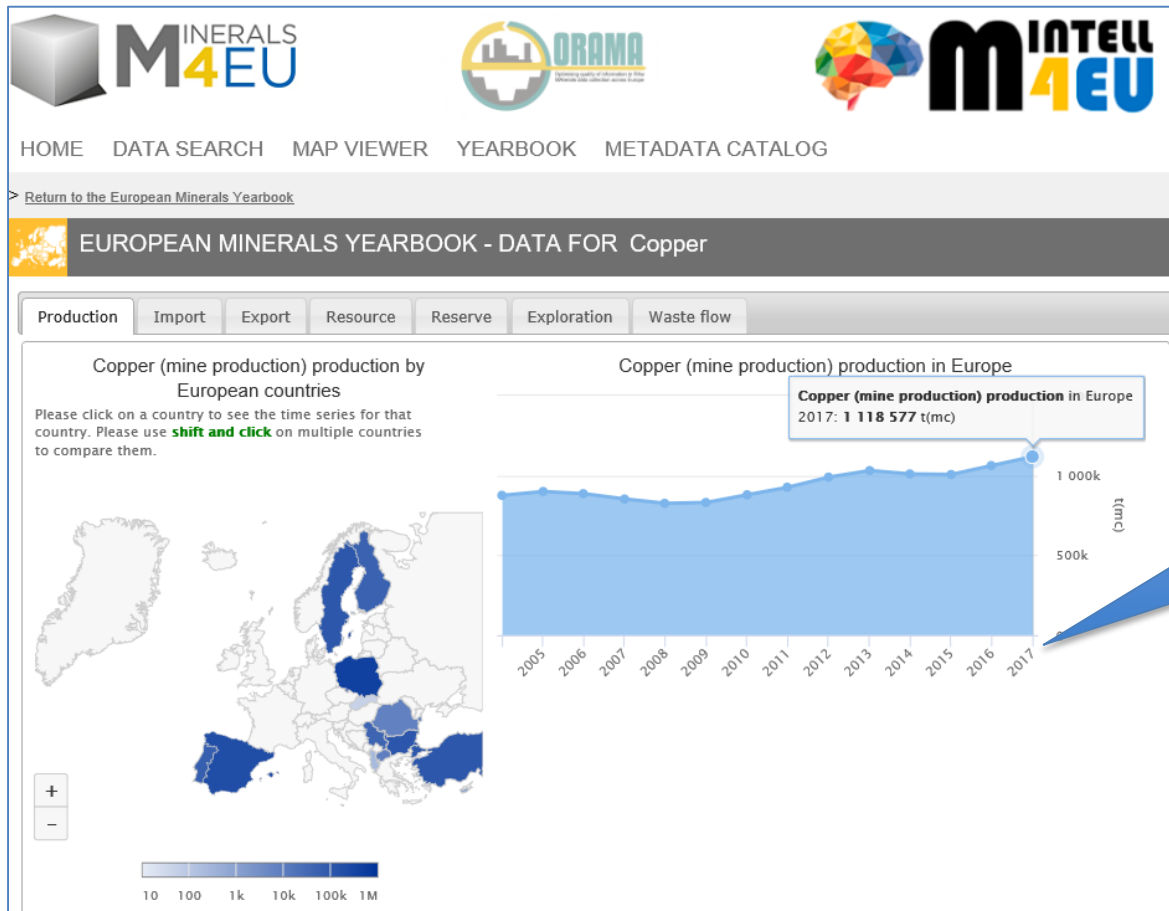 MINERALS
4EU
ORAMA
MINTELL
4EU
HOME DATA SEARCH MAP VIEWER YEARBOOK METADATA CATALOG
> Return to the European Minerals Yearbook
EUROPEAN MINERALS YEARBOOK - DATA FOR Copper
Production Import Export Resource Reserve Exploration Waste flow
Copper (mine production) production by
European countries
Please click on a country to see the time series for that
country. Please use shift and click on multiple countries
to compare them.
Copper (mine production) production in Europe
Copper (mine production) production in Europe
2017: 1 118 577 t(mc)
1 000k
500k
t(mc)
2005 2006 2007 2008 2009 2010 2011 2012 2013 2014 2015 2016 2017
+
−
10 100 1k 10k 100k 1M